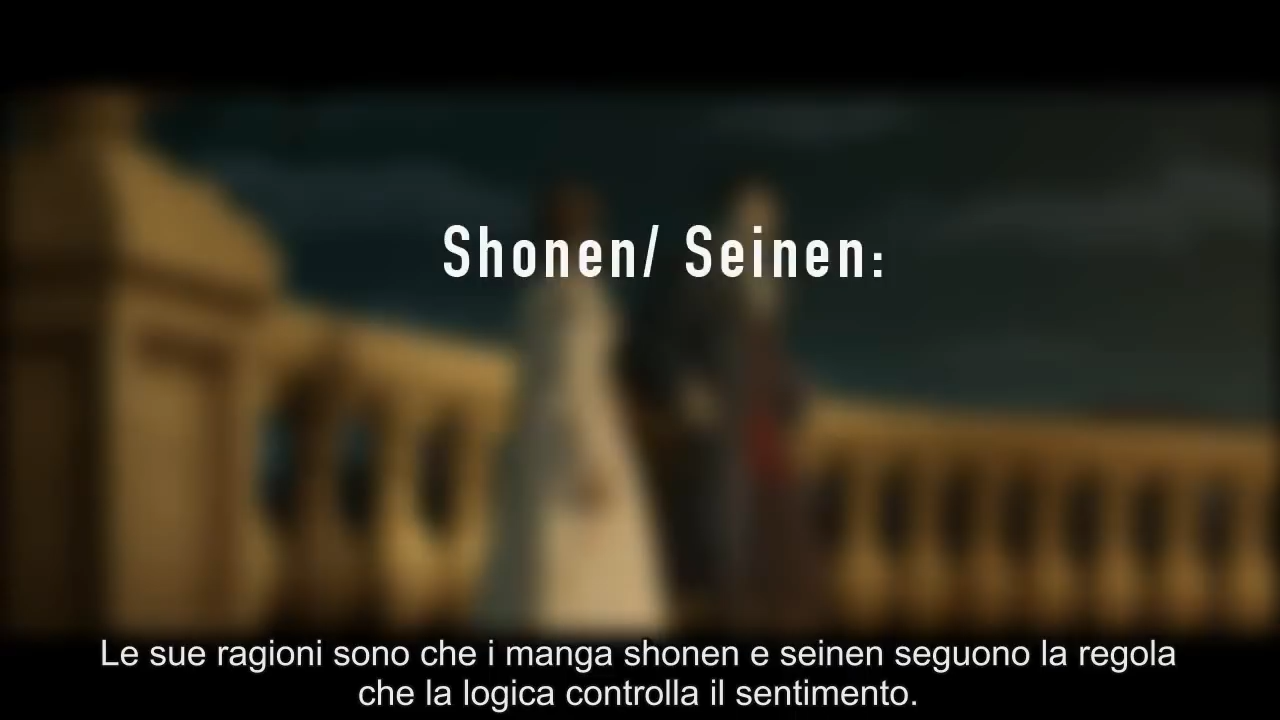 Shonen/ Seinen:
Le sue ragioni sono che i manga shonen e seinen seguono la regola
che la logica controlla il sentimento.